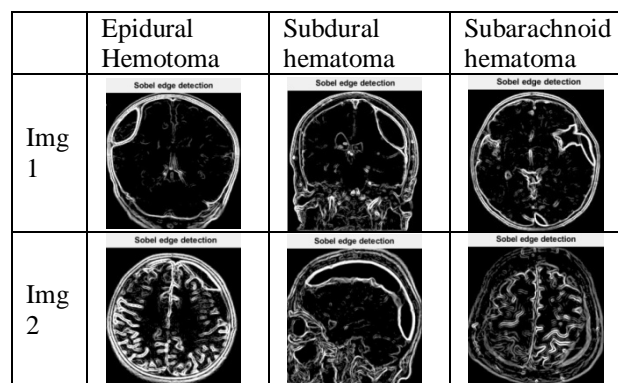 Epidural
Hemotoma
Subdural
hematoma
Subarachnoid
hematoma
Img
1
Sobel edge detection
Sobel edge detection
Sobel edge detection
Img
2
Sobel edge detection
Sobel edge detection
Sobel edge detection